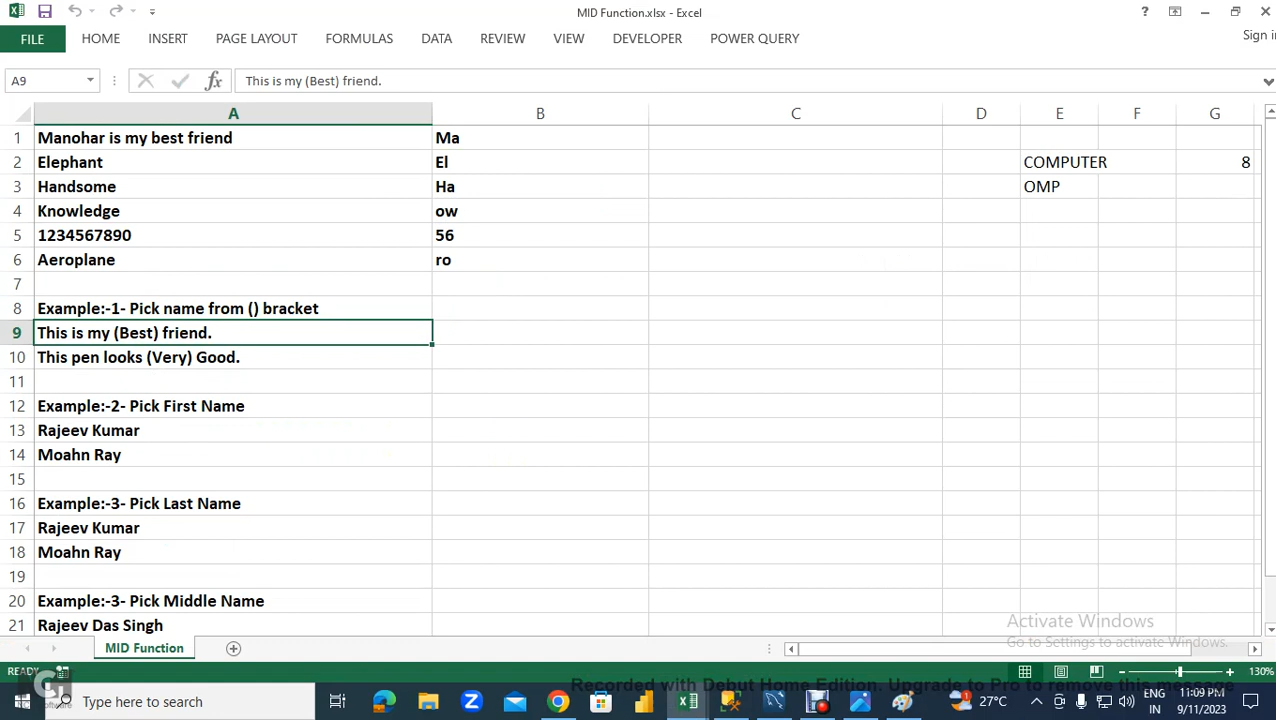 MID Function.xlsx - Excel
FILE HOME INSERT PAGE LAYOUT FORMULAS DATA REVIEW VIEW DEVELOPER POWER QUERY Sign in
A9 fx This is my (Best) friend.
A B C D E F G
1 Manohar is my best friend Ma
2 Elephant El COMPUTER 8
3 Handsome Ha OMP
4 Knowledge ow
5 1234567890 56
6 Aeroplane ro
7
8 Example:-1- Pick name from () bracket
9 This is my (Best) friend.
10 This pen looks (Very) Good.
11
12 Example:-2- Pick First Name
13 Rajeev Kumar
14 Moahn Ray
15
16 Example:-3- Pick Last Name
17 Rajeev Kumar
18 Moahn Ray
19
20 Example:-3- Pick Middle Name
21 Rajeev Das Singh
Activate Windows
Go to Settings to activate Windows.
MID Function
READY 130%
Recorded with Debut Home Edition. Upgrade to Pro to remove this message
Type here to search 27°C ENG 11:09 PM
IN 9/11/2023